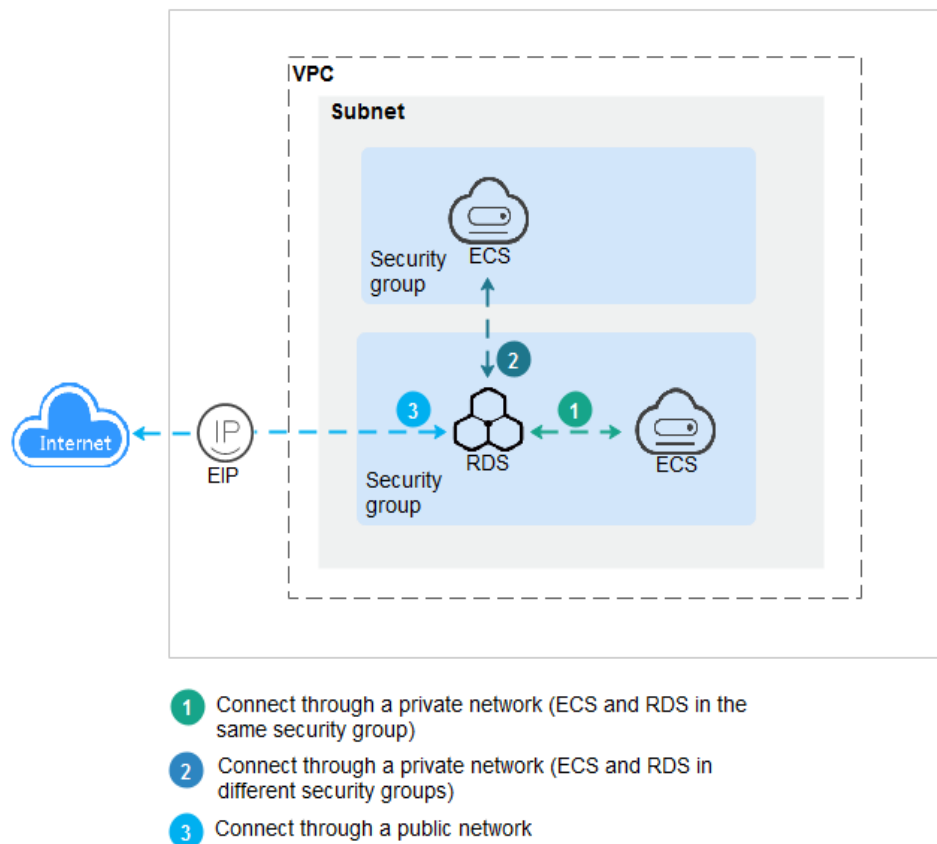 VPC
Subnet
ECS
Security
group
2
3
1
Internet
IP
EIP
RDS
ECS
Security
group
1 Connect through a private network (ECS and RDS in the
same security group)
2 Connect through a private network (ECS and RDS in
different security groups)
3 Connect through a public network